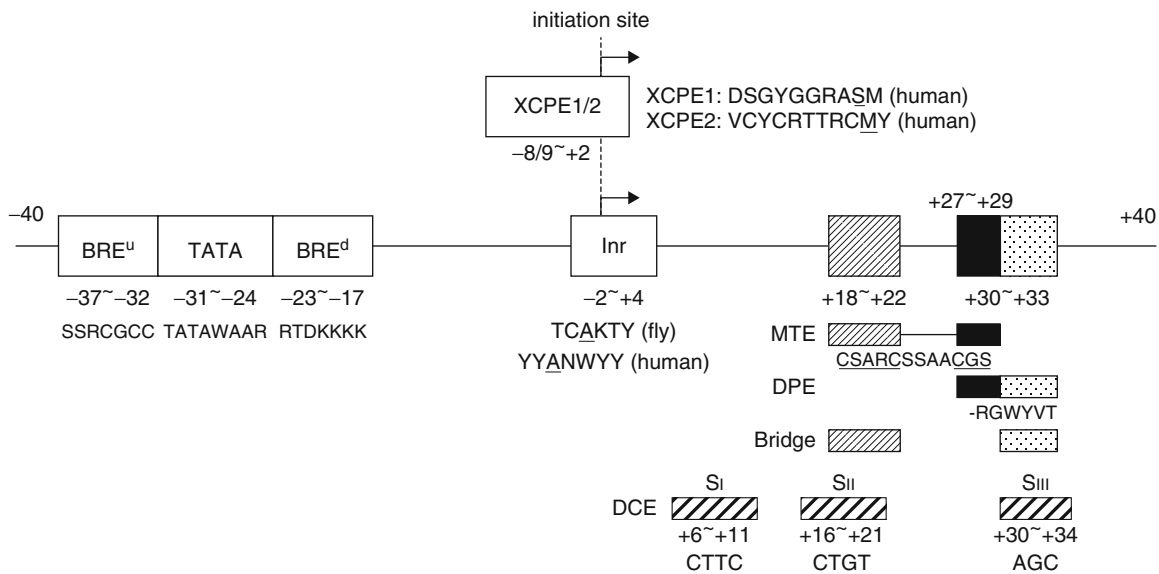 initiation site
XCPE1/2
XCPE1: DSGYGGRASM (human)
XCPE2: VCYCRTTRCMY (human)
−8/9~+2
−40
+27~+29
+40
BREᵘ
TATA
BREᵈ
Inr
−37~−32
−31~−24
−23~−17
−2~+4
+18~+22
+30~+33
SSRCGCC
TATAWAAR
RTDKKKK
TCAKTY (fly)
YYANWYY (human)
MTE
CSARCSSAACGS
DPE
-RGWYVT
Bridge
SI
SII
SIII
DCE
+6~+11
+16~+21
+30~+34
CTTC
CTGT
AGC